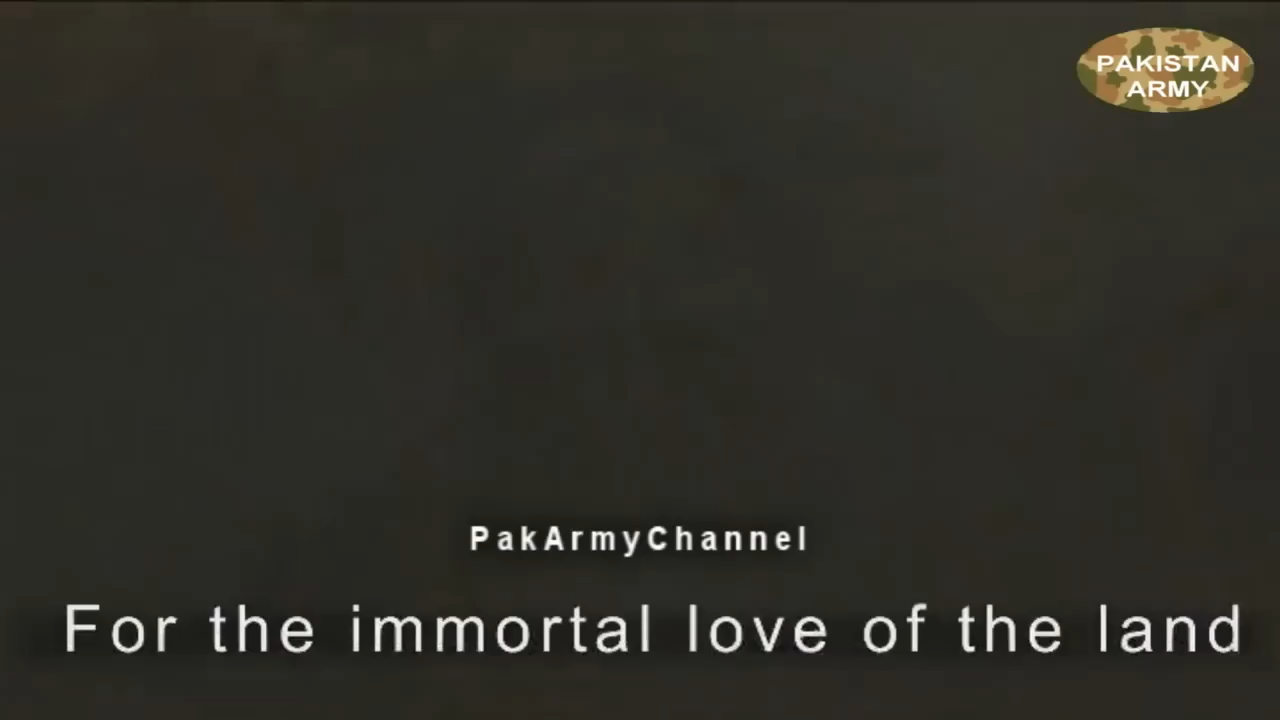 PAKISTAN
ARMY
PakArmyChannel
For the immortal love of the land